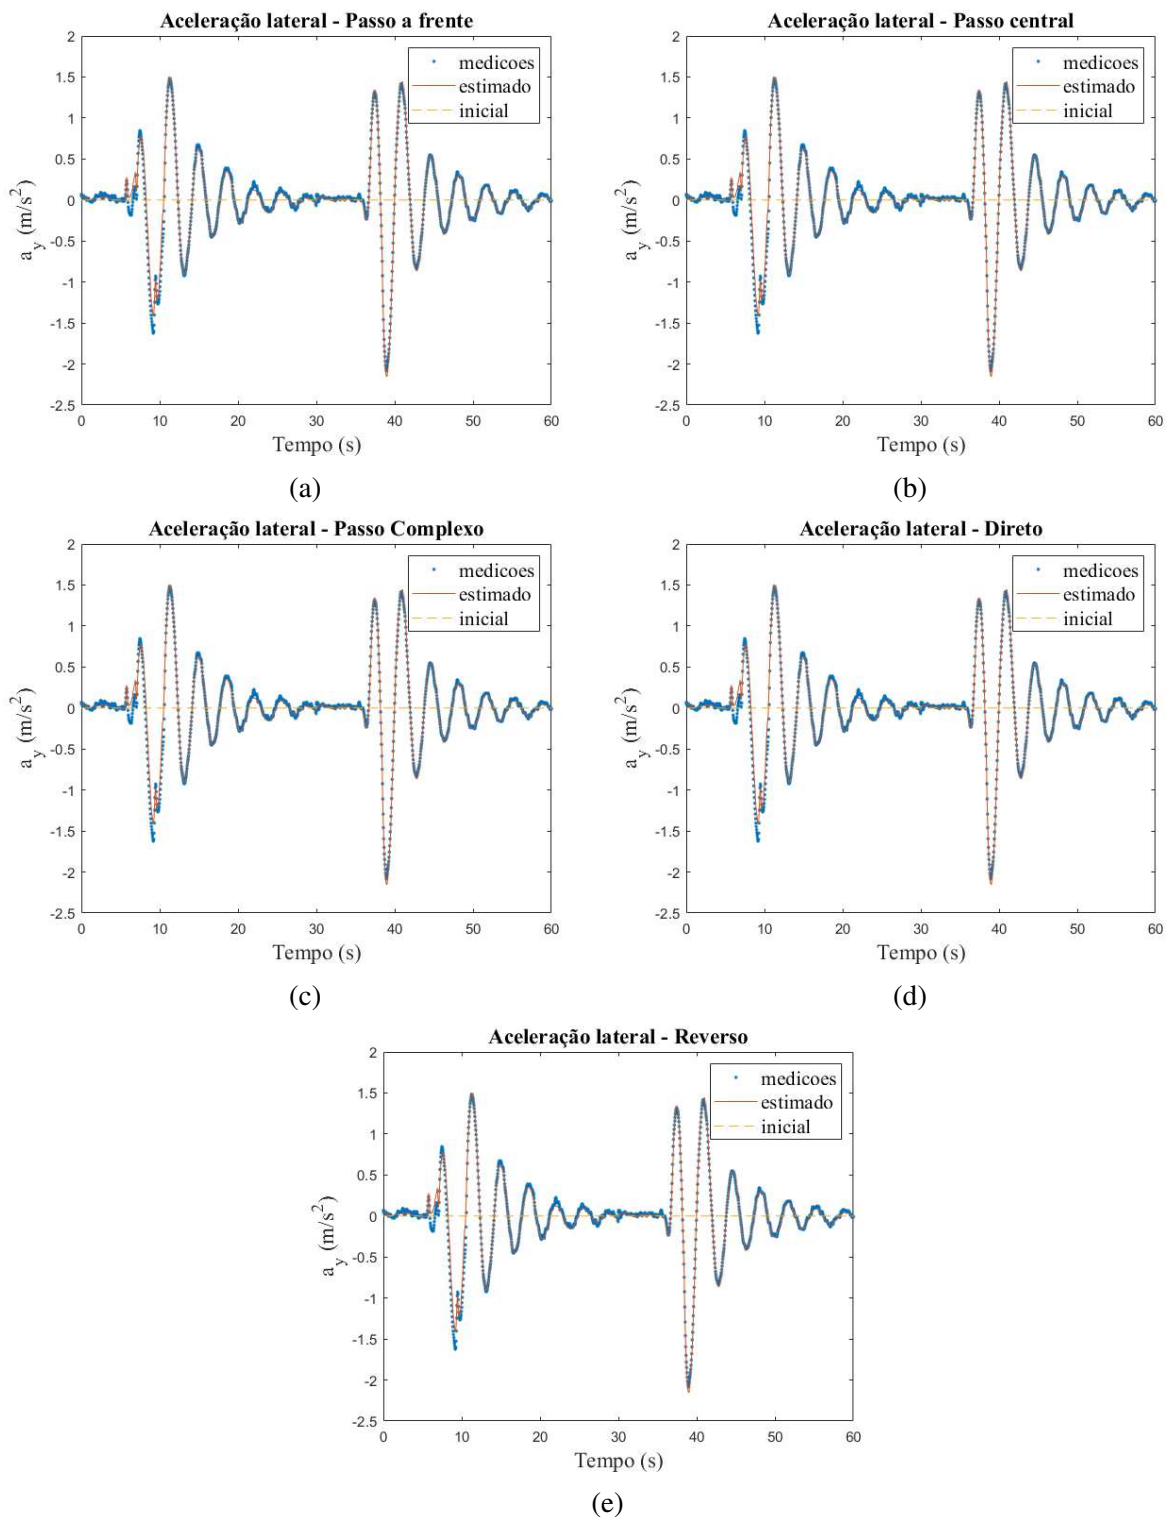 Aceleração lateral - Passo a frente
2
1.5
1
0.5
0
-0.5
-1
-1.5
-2
-2.5
a_y (m/s^2)
medicoes
estimado
inicial
0 10 20 30 40 50 60
Tempo (s)
(a)
Aceleração lateral - Passo central
2
1.5
1
0.5
0
-0.5
-1
-1.5
-2
-2.5
a_y (m/s^2)
medicoes
estimado
inicial
0 10 20 30 40 50 60
Tempo (s)
(b)
Aceleração lateral - Passo Complexo
2
1.5
1
0.5
0
-0.5
-1
-1.5
-2
-2.5
a_y (m/s^2)
medicoes
estimado
inicial
0 10 20 30 40 50 60
Tempo (s)
(c)
Aceleração lateral - Direto
2
1.5
1
0.5
0
-0.5
-1
-1.5
-2
-2.5
a_y (m/s^2)
medicoes
estimado
inicial
0 10 20 30 40 50 60
Tempo (s)
(d)
Aceleração lateral - Reverso
2
1.5
1
0.5
0
-0.5
-1
-1.5
-2
-2.5
a_y (m/s^2)
medicoes
estimado
inicial
0 10 20 30 40 50 60
Tempo (s)
(e)